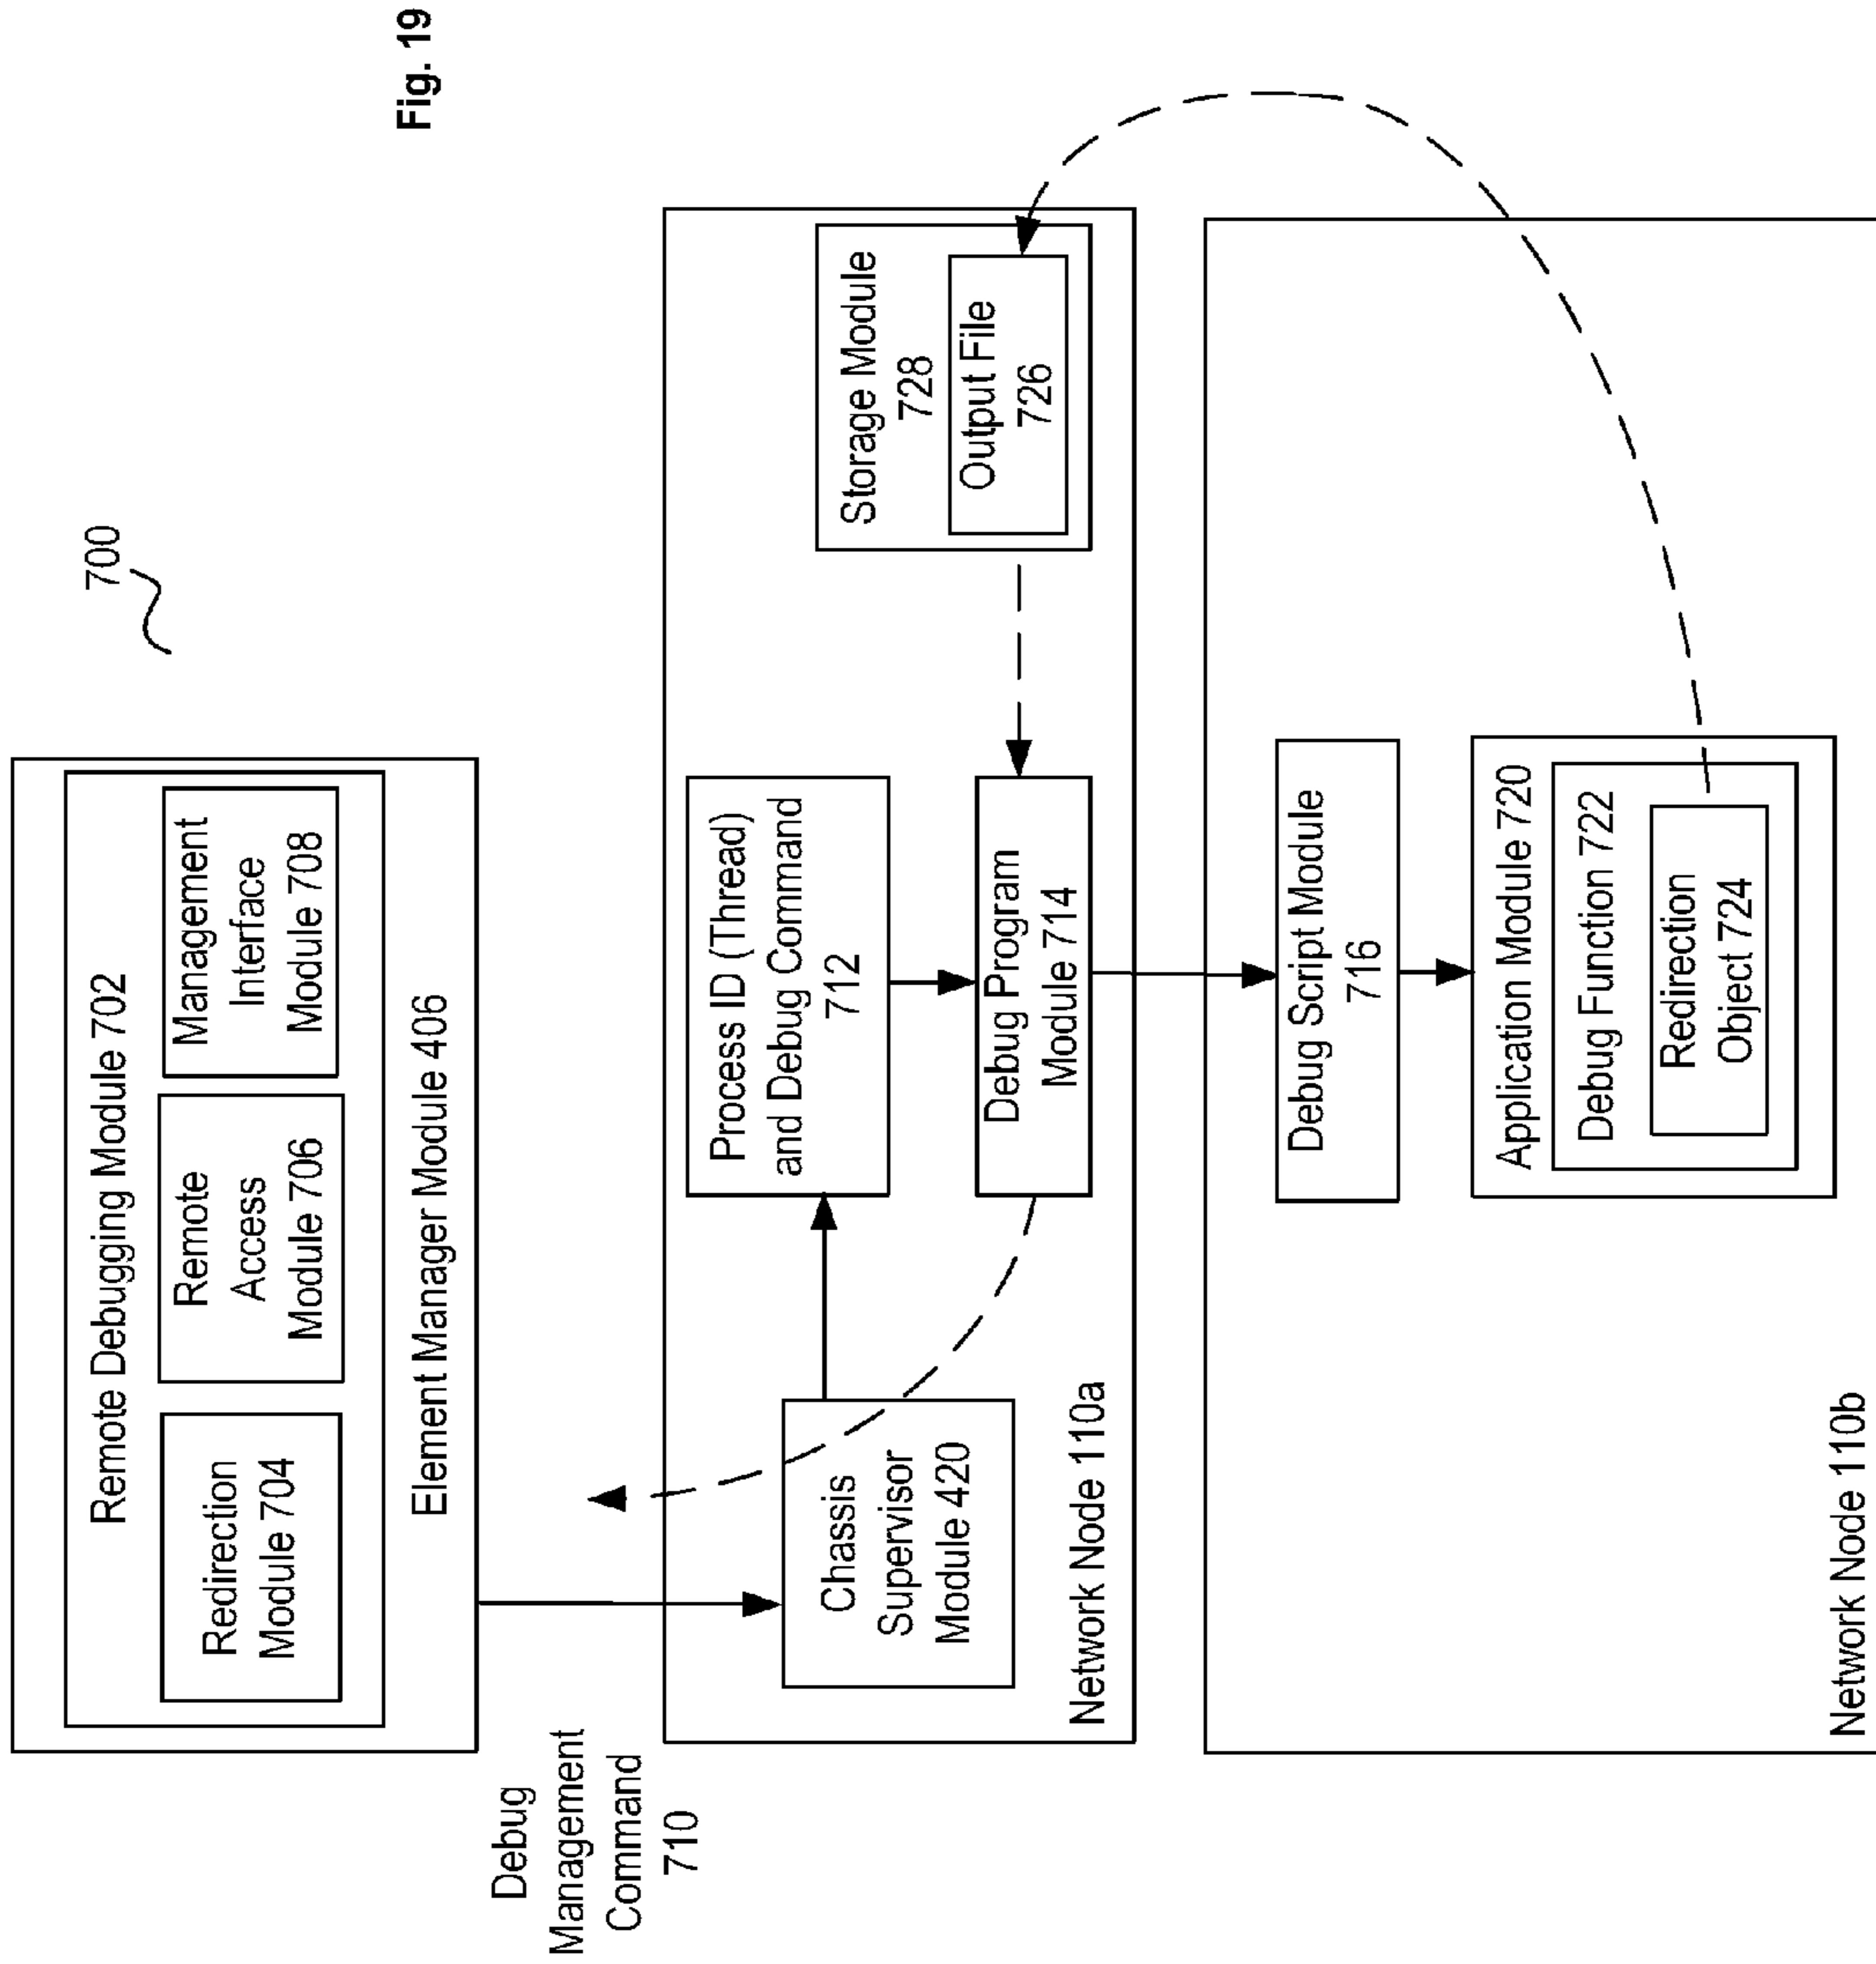 Fig. 19
700
Remote Debugging Module 702
Redirection
Module 704
Remote
Access
Module 706
Management
Interface
Module 708
Element Manager Module 406
Debug
Management
Command
710
Chassis
Supervisor
Module 420
Process ID (Thread)
and Debug Command
712
Debug Program
Module 714
Storage Module
728
Output File
726
Network Node 110a
Debug Script Module
716
Application Module 720
Debug Function 722
Redirection
Object 724
Network Node 110b